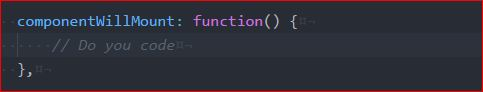 componentWillMount: function() {
// Do you code
},